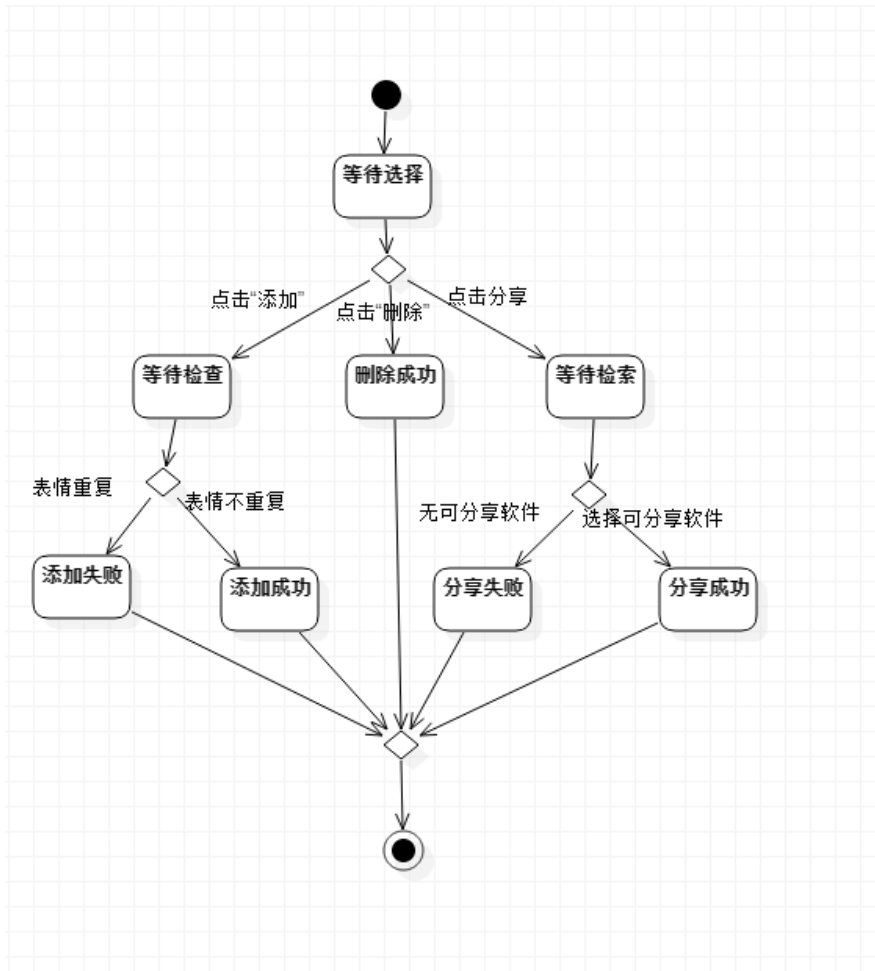 等待选择
点击“添加”
点击“删除”
点击分享
等待检查
删除成功
等待检索
表情重复
表情不重复
无可分享软件
选择可分享软件
添加失败
添加成功
分享失败
分享成功